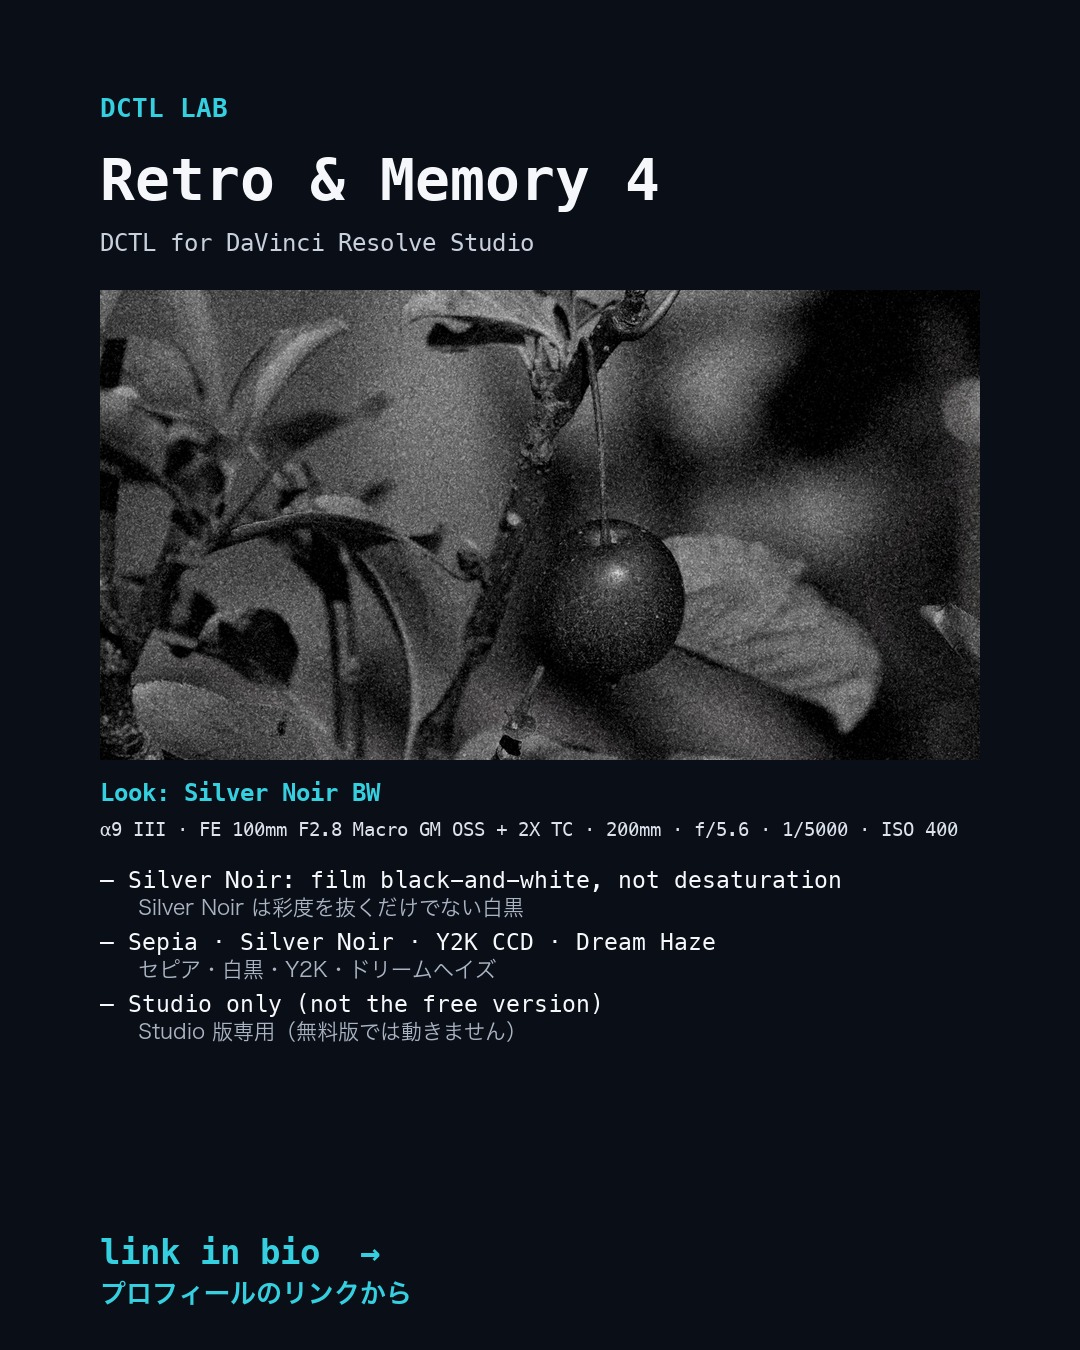 DCTL LAB
Retro & Memory 4
DCTL for DaVinci Resolve Studio
Look: Silver Noir BW
α9 III · FE 100mm F2.8 Macro GM OSS + 2X TC · 200mm · f/5.6 · 1/5000 · ISO 400
— Silver Noir: film black—and—white, not desaturation
Silver Noir は彩度を抜くだけでない白黒
— Sepia · Silver Noir · Y2K CCD · Dream Haze
セピア・白黒・Y2K・ドリームヘイズ
— Studio only (not the free version)
Studio 版専用（無料版では動きません）
link in bio →
プロフィールのリンクから